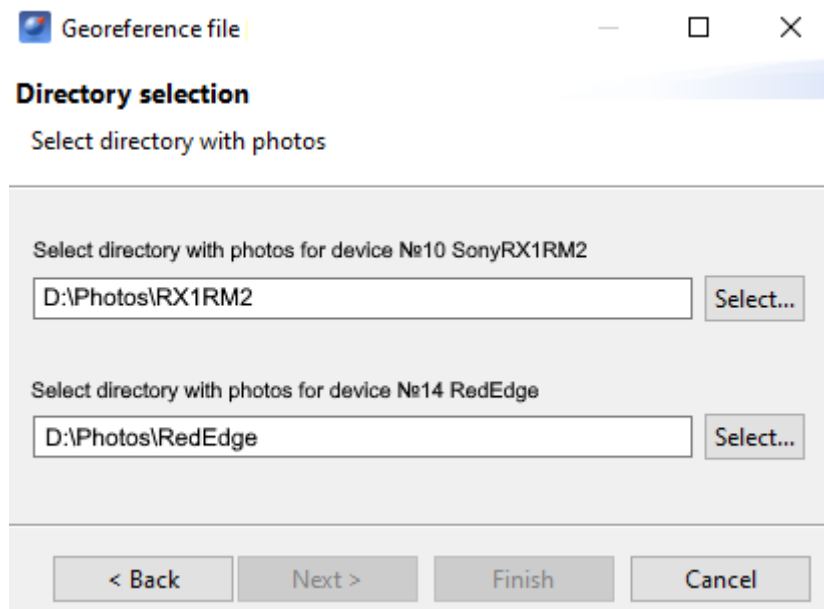 Georeference file
Directory selection
Select directory with photos
Select directory with photos for device №10 SonyRX1RM2
D:\Photos\RX1RM2
Select...
Select directory with photos for device №14 RedEdge
D:\Photos\RedEdge
Select...
< Back
Next >
Finish
Cancel